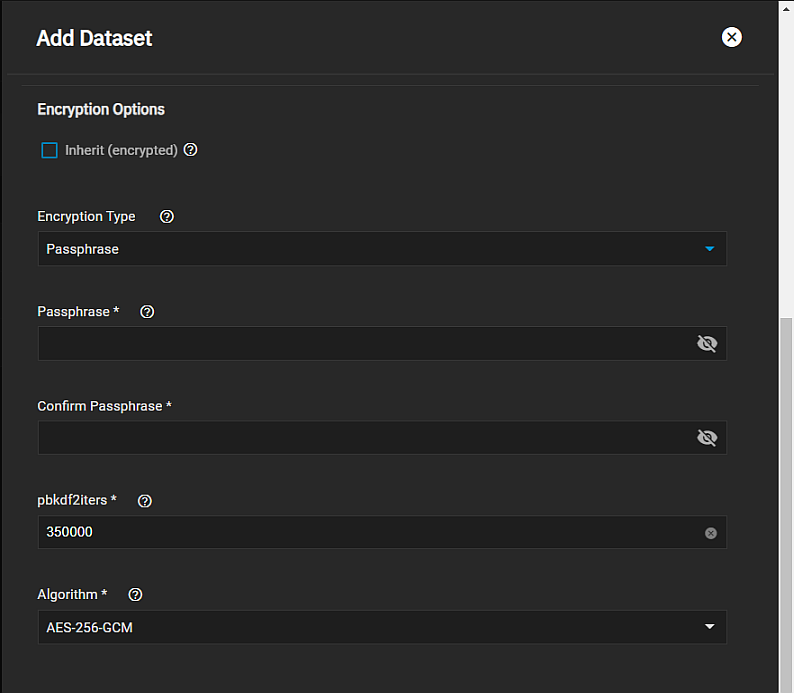 Add Dataset
Encryption Options
Inherit (encrypted)
Encryption Type
Passphrase
Passphrase *
Confirm Passphrase *
pbkdf2iters *
350000
Algorithm *
AES-256-GCM